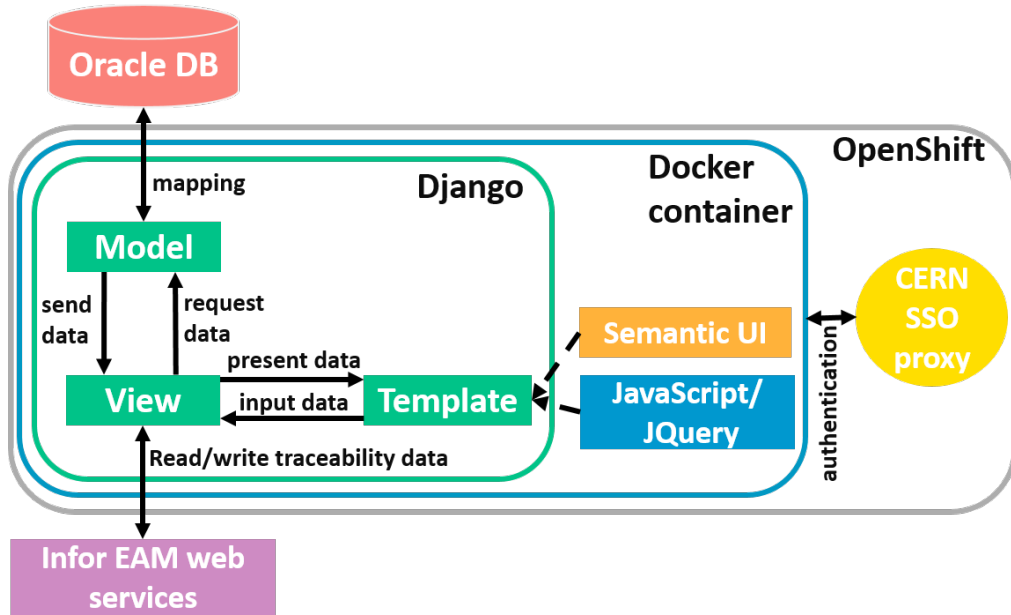 Oracle DB
OpenShift
Docker
container
Django
mapping
Model
send
data
request
data
CERN
SSO
proxy
Semantic UI
present data
View
input data
Template
JavaScript/
JQuery
authentication
Read/write traceability data
Infor EAM web
services